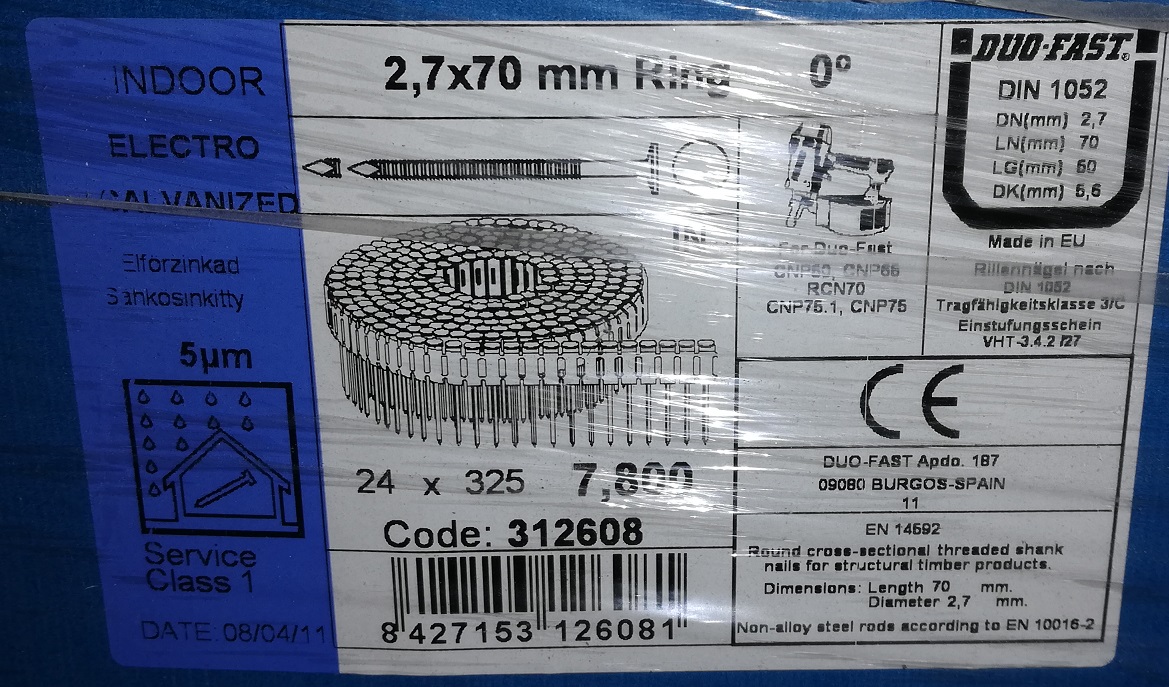 INDOOR
ELECTRO
GALVANIZED
Elförzinkad
Sähkösinkitty
5µm
Service
Class 1
DATE: 08/04/11
2,7x70 mm Ring
0°
24 x 325 7,800
Code: 312608
8 427153 126081
For Duo-Fast
CNP50, CNP65
RCN70
CNP75.1, CNP75
DUO-FAST®
DIN 1052
DN(mm) 2,7
LN(mm) 70
LG(mm) 50
DK(mm) 5,6
Made in EU
Rillennägel nach
DIN 1052
Tragfähigkeitsklasse 3/C
Einstufungsschein
VHT-3.4.2 /27
CE
DUO-FAST Apdo. 187
09080 BURGOS-SPAIN
11
EN 14592
Round cross-sectional threaded shank
nails for structural timber products.
Dimensions: Length 70 mm.
Diameter 2,7 mm.
Non-alloy steel rods according to EN 10016-2